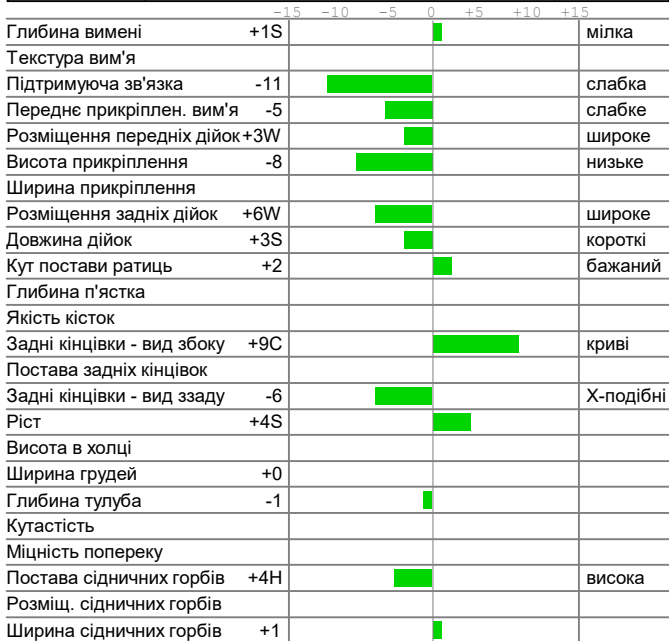 -15 -10 -5 0 +5 +10 +15
Глибина вимені +1S мілка
Текстура вим'я
Підтримуюча зв'язка -11 слабка
Переднє прикріплен. вим'я -5 слабке
Розміщення передніх дійок +3W широке
Висота прикріплення -8 низьке
Ширина прикріплення
Розміщення задніх дійок +6W широке
Довжина дійок +3S короткі
Кут постави ратиць +2 бажаний
Глибина п'ястка
Якість кісток
Задні кінцівки - вид збоку +9C криві
Постава задніх кінцівок
Задні кінцівки - вид ззаду -6 Х-подібні
Ріст +4S
Висота в холці
Ширина грудей +0
Глибина тулуба -1
Кутастість
Міцність попереку
Постава сідничних горбів +4H висока
Розміщ. сідничних горбів
Ширина сідничних горбів +1